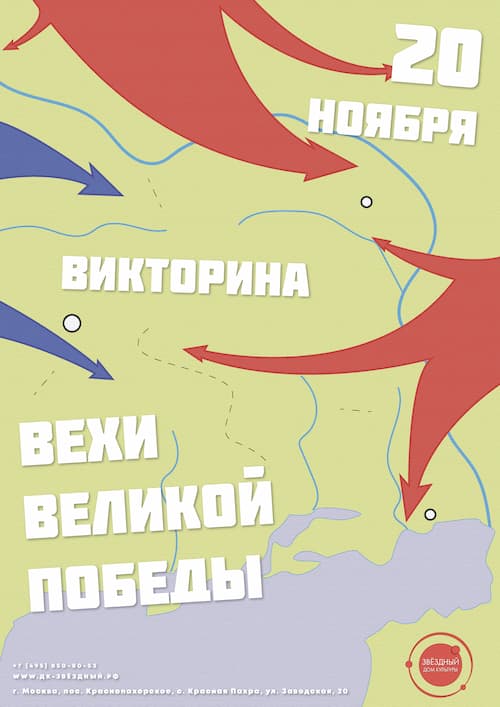 20
НОЯБРЯ
ВИКТОРИНА
ВЕХИ
ВЕЛИКОЙ
ПОБЕДЫ
ЗВЁЗДНЫЙ
ДОМ КУЛЬТУРЫ
+7 (495) 850-80-53
WWW.ДК-ЗВЁЗДНЫЙ.РФ
г. Москва, пос. Краснопахорское, с. Красная Пахра, ул. Заводская, 20